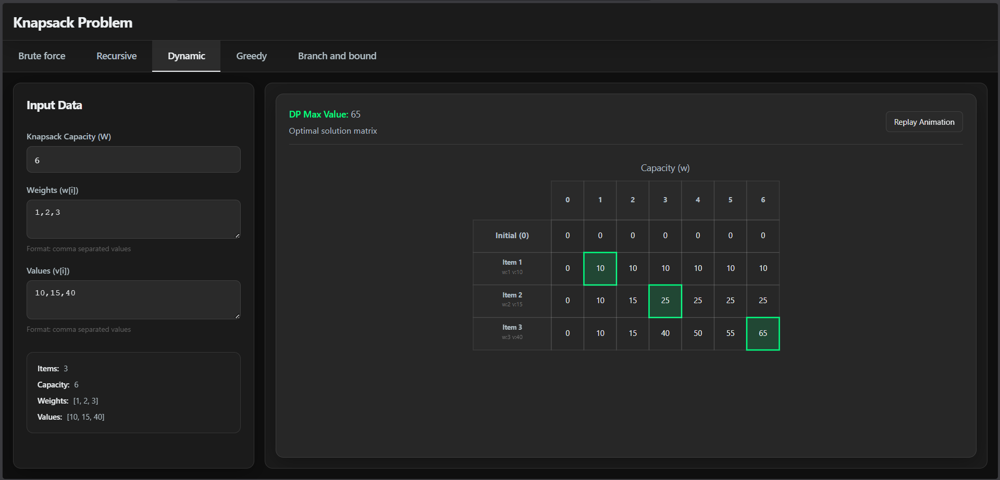 Knapsack Problem
Brute force Recursive Dynamic Greedy Branch and bound
Input Data
Knapsack Capacity (W)
6
Weights (w[i])
1,2,3
Format: comma separated values
Values (v[i])
10,15,40
Format: comma separated values
Items: 3
Capacity: 6
Weights: [1, 2, 3]
Values: [10, 15, 40]
DP Max Value: 65
Optimal solution matrix
Replay Animation
Capacity (w)
0 1 2 3 4 5 6
Initial (0) 0 0 0 0 0 0 0
Item 1
w:1 v:10
0 10 10 10 10 10 10
Item 2
w:2 v:15
0 10 15 25 25 25 25
Item 3
w:3 v:40
0 10 15 40 50 55 65